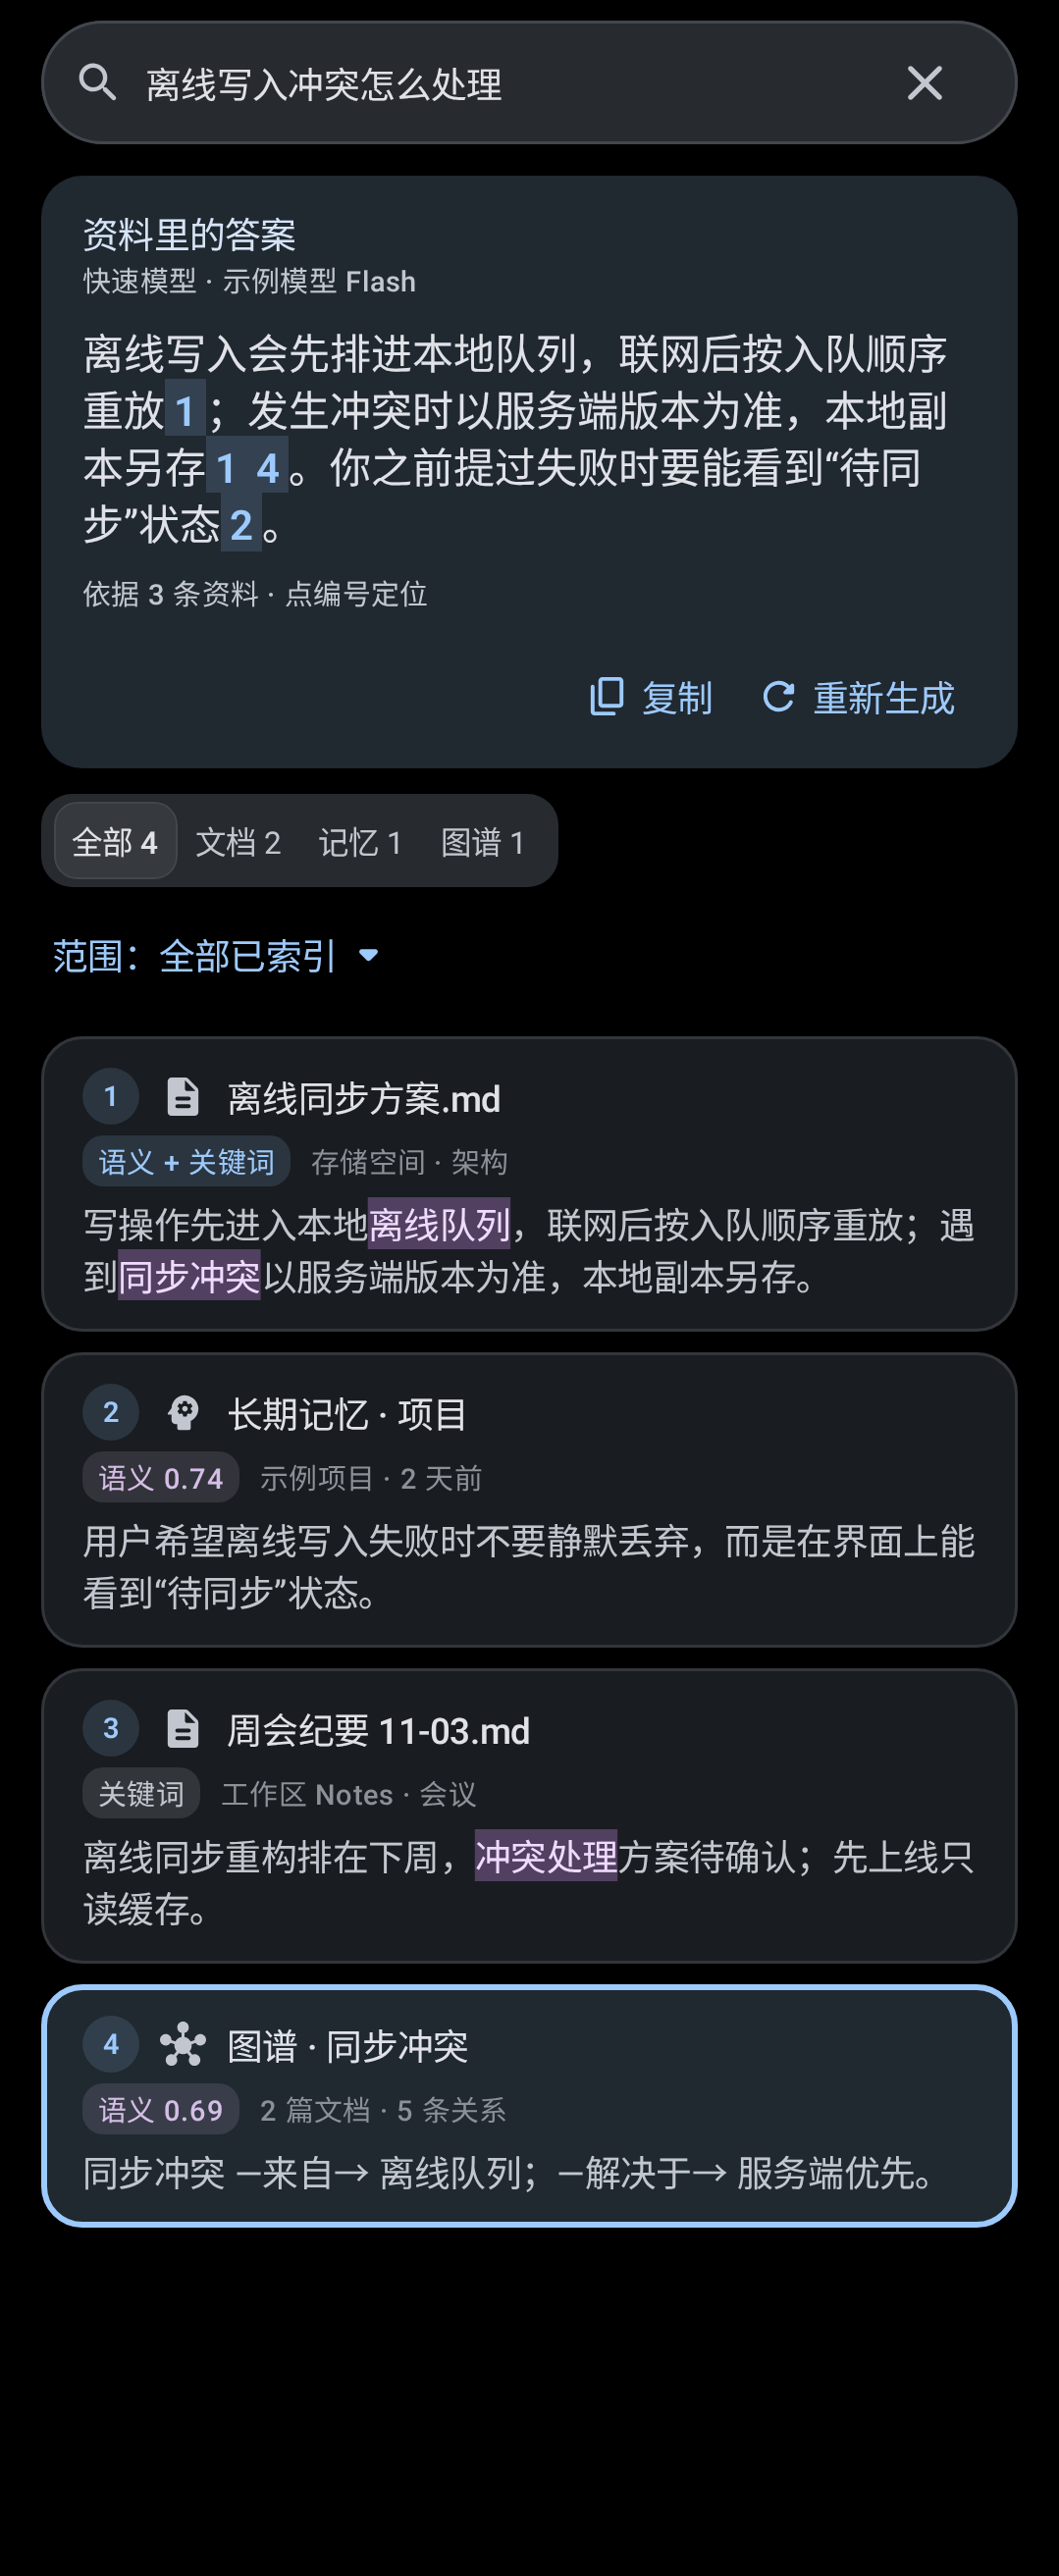 离线写入冲突怎么处理
资料里的答案
快速模型 · 示例模型 Flash
离线写入会先排进本地队列，联网后按入队顺序
重放 1 ；发生冲突时以服务端版本为准，本地副
本另存 1 4 。你之前提过失败时要能看到“待同
步”状态 2 。
依据 3 条资料 · 点编号定位
复制 重新生成
全部 4 文档 2 记忆 1 图谱 1
范围：全部已索引
1 离线同步方案.md
语义 + 关键词 存储空间 · 架构
写操作先进入本地离线队列，联网后按入队顺序重放；遇
到同步冲突以服务端版本为准，本地副本另存。
2 长期记忆 · 项目
语义 0.74 示例项目 · 2 天前
用户希望离线写入失败时不要静默丢弃，而是在界面上能
看到“待同步”状态。
3 周会纪要 11-03.md
关键词 工作区 Notes · 会议
离线同步重构排在下周，冲突处理方案待确认；先上线只
读缓存。
4 图谱 · 同步冲突
语义 0.69 2 篇文档 · 5 条关系
同步冲突 —来自→ 离线队列；—解决于→ 服务端优先。